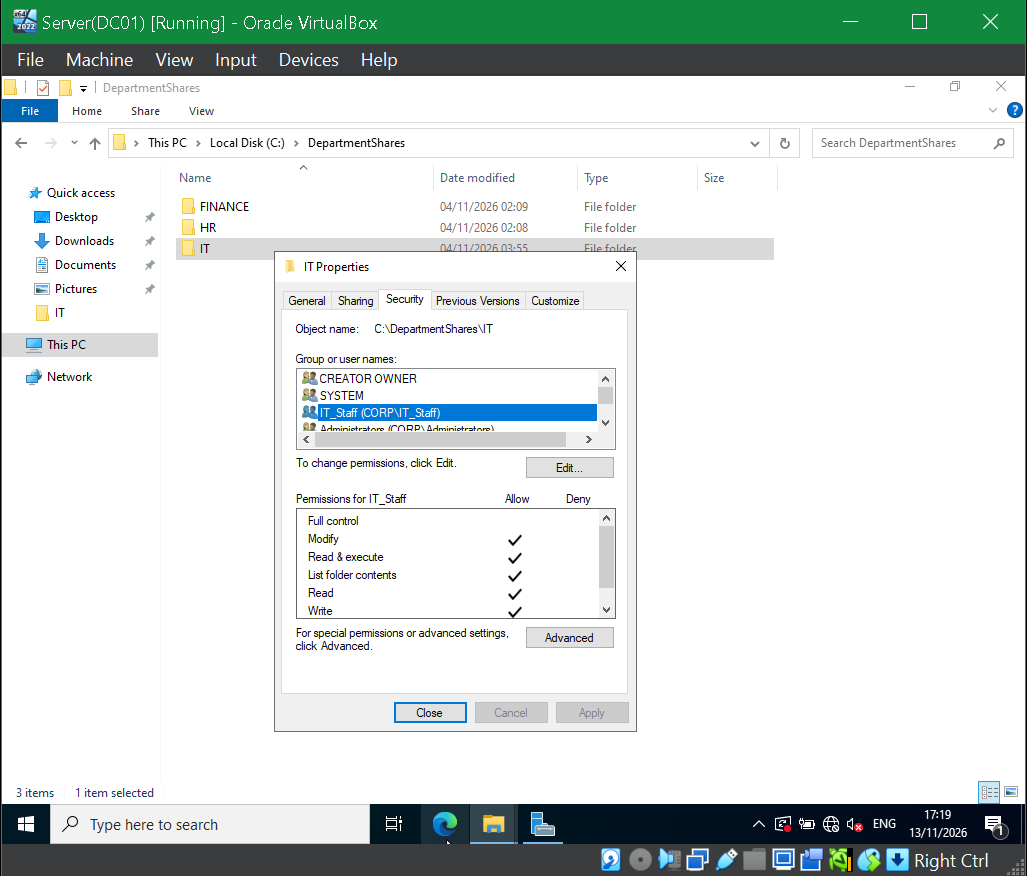 Server(DC01) [Running] - Oracle VirtualBox
File Machine View Input Devices Help
DepartmentShares
File Home Share View
This PC Local Disk (C:) DepartmentShares Search DepartmentShares
Name Date modified Type Size
Quick access
Desktop
Downloads
Documents
Pictures
IT
This PC
Network
FINANCE 04/11/2026 02:09 File folder
HR 04/11/2026 02:08 File folder
IT 04/11/2026 03:55 File folder
IT Properties
General Sharing Security Previous Versions Customize
Object name: C:\DepartmentShares\IT
Group or user names:
CREATOR OWNER
SYSTEM
IT_Staff (CORP\IT_Staff)
Administrators (CORP\Administrators)
To change permissions, click Edit. Edit...
Permissions for IT_Staff Allow Deny
Full control
Modify
Read & execute
List folder contents
Read
Write
For special permissions or advanced settings, click Advanced. Advanced
Close Cancel Apply
3 items 1 item selected
Type here to search ENG 17:19
13/11/2026 1
Right Ctrl